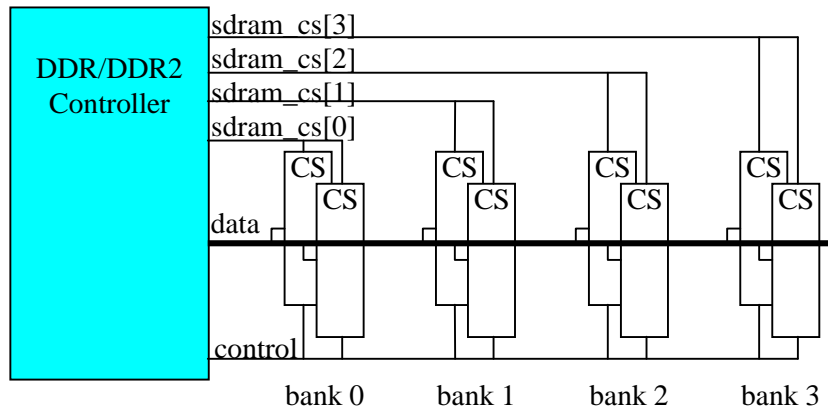 DDR/DDR2
Controller
sdram_cs[3]
sdram_cs[2]
sdram_cs[1]
sdram_cs[0]
CS CS CS CS
CS CS CS CS
data
control
bank 0 bank 1 bank 2 bank 3